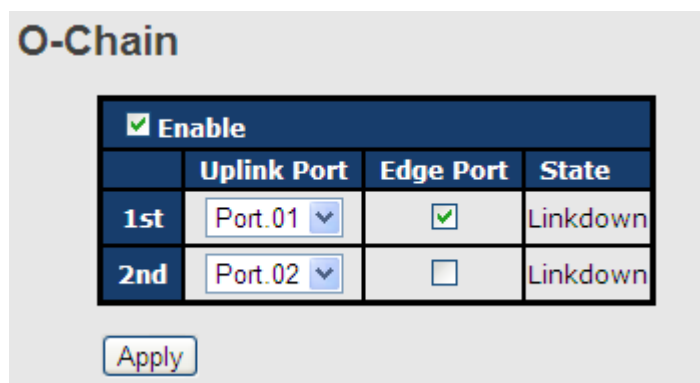 O-Chain
Enable
Uplink Port Edge Port State
1st Port.01 Linkdown
2nd Port.02 Linkdown
Apply